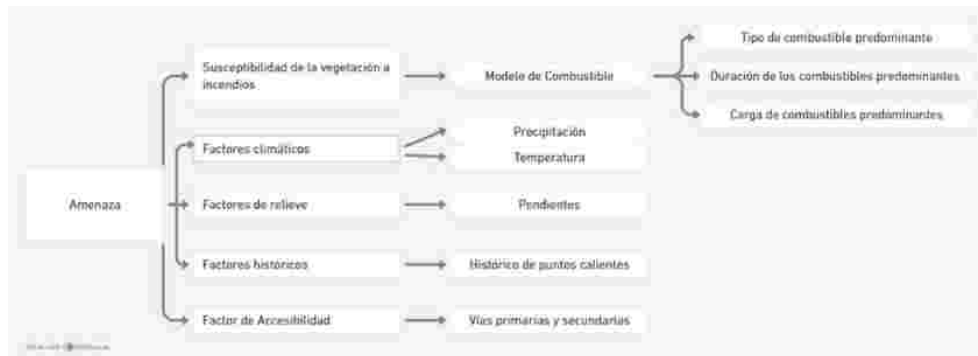 Tipo de combustible predominante
Susceptibilidad de la vegetación a
incendios
Modelo de Combustible
Duración de los combustibles predominantes
Carga de combustibles predominantes
Factores climáticos
Precipitación
Temperatura
Amenaza
Factores de relieve
Pendientes
Factores históricos
Histórico de puntos calientes
Factor de Accesibilidad
Vías primarias y secundarias